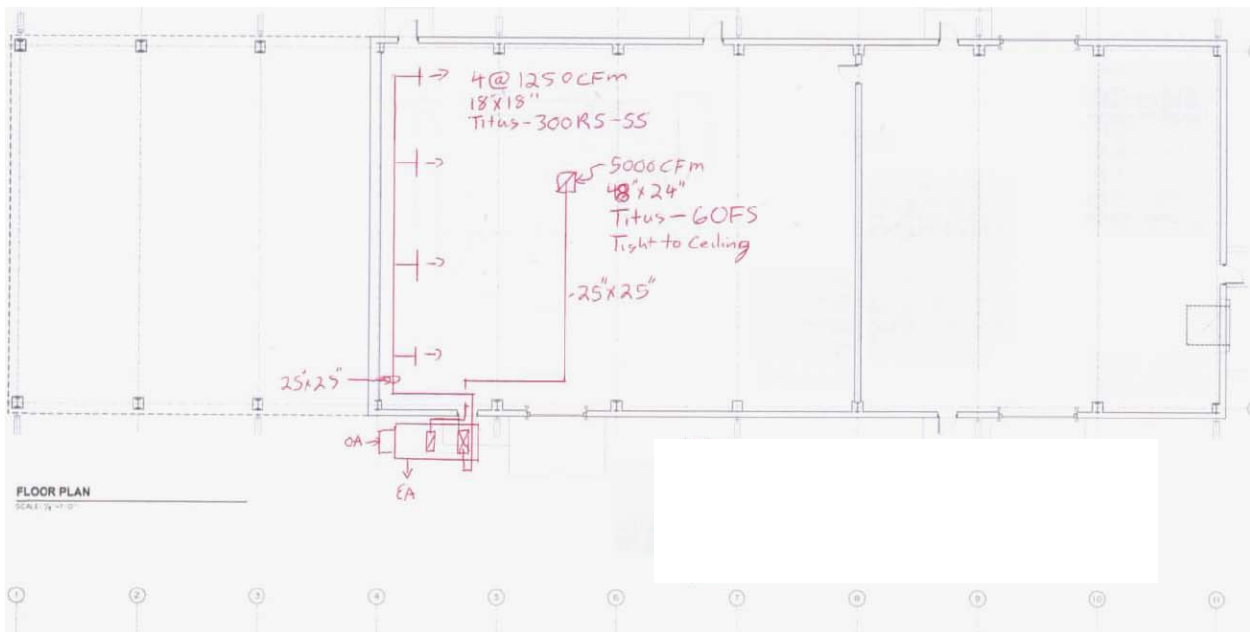 4@1250CFm
18"X18"
Titus-300RS-SS
5000CFm
48"x24"
Titus-60FS
Tight to Ceiling
25"x25"
25"x25"
OA
EA
FLOOR PLAN
1
2
3
4
5
6
7
8
9
10
11